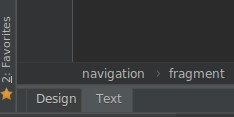 2: Favorites
navigation › fragment
Design Text